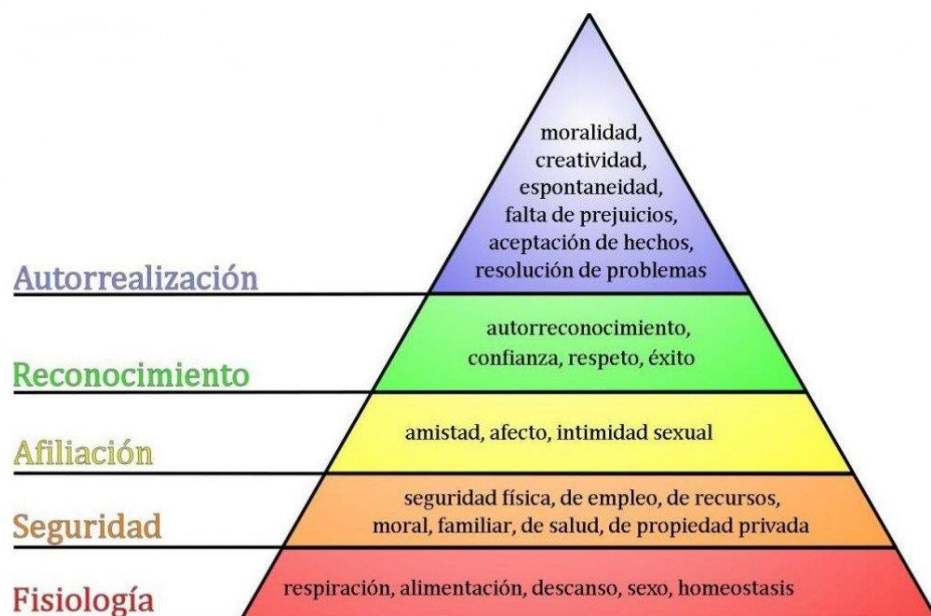 moralidad,
creatividad,
espontaneidad,
falta de prejuicios,
aceptación de hechos,
resolución de problemas
Autorrealización
autorreconocimiento,
confianza, respeto, éxito
Reconocimiento
amistad, afecto, intimidad sexual
Afiliación
seguridad física, de empleo, de recursos,
moral, familiar, de salud, de propiedad privada
Seguridad
respiración, alimentación, descanso, sexo, homeostasis
Fisiología